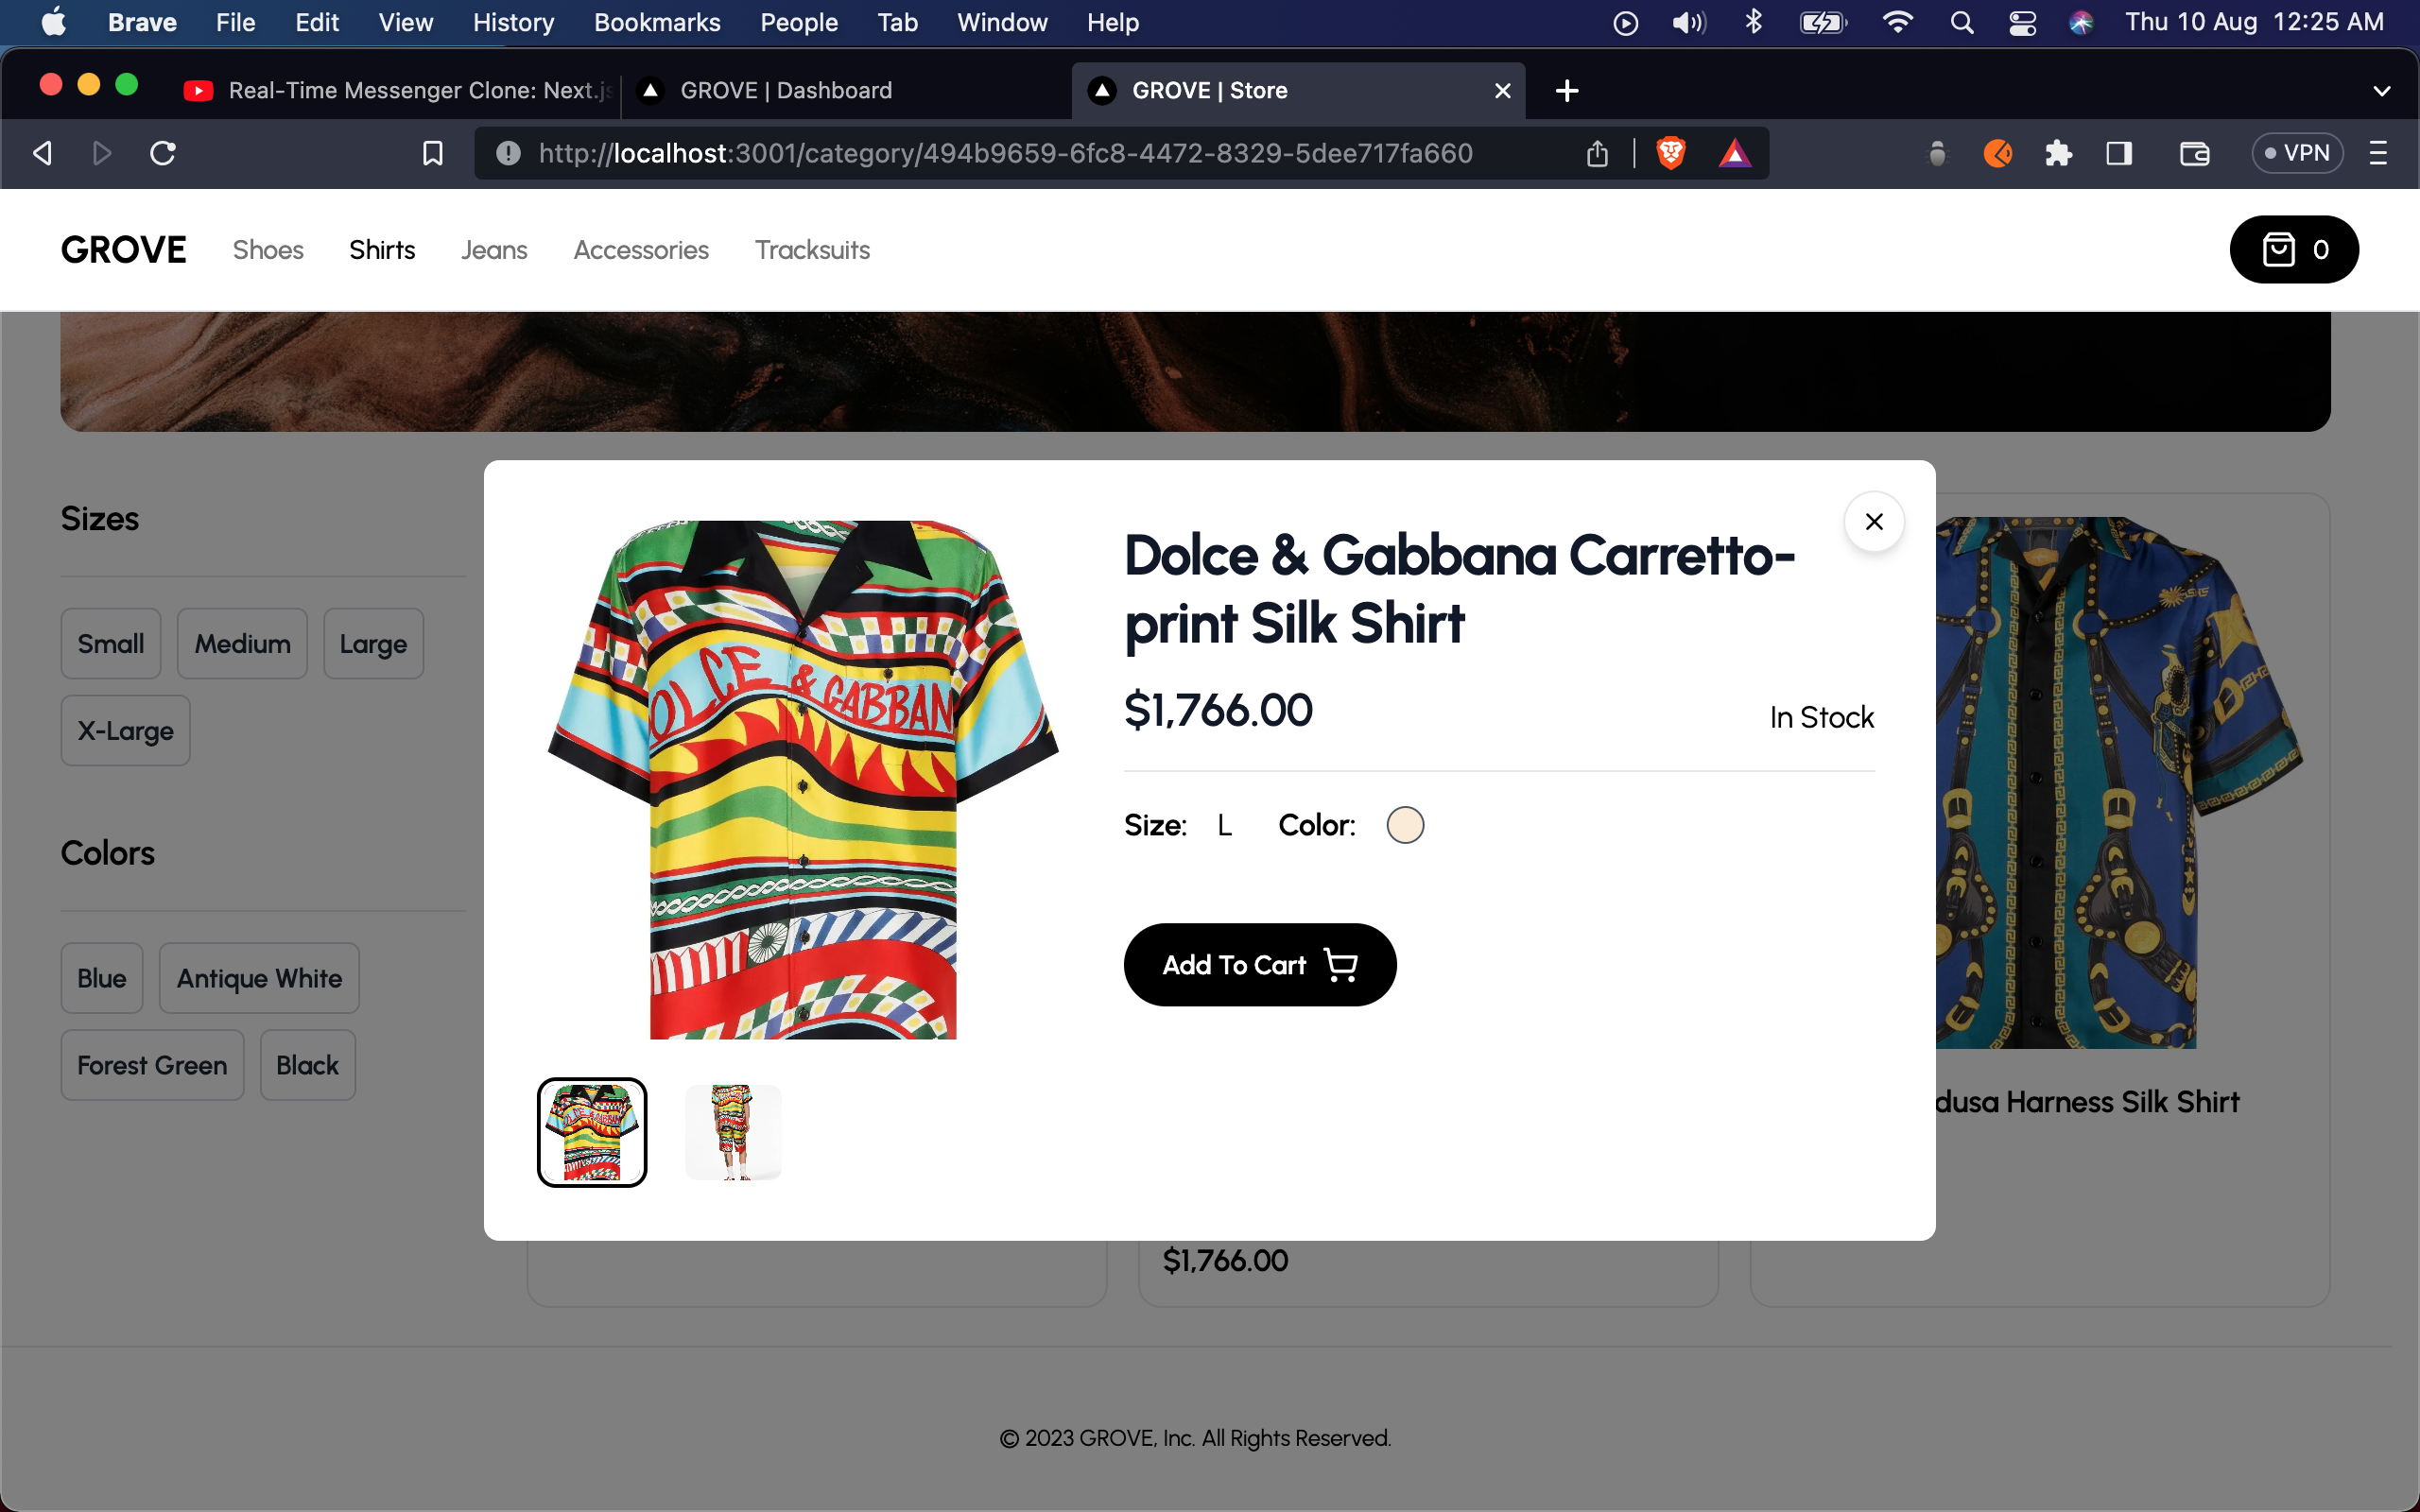 Brave File Edit View History Bookmarks People Tab Window Help Thu 10 Aug 12:25 AM
Real-Time Messenger Clone: Next.js GROVE | Dashboard GROVE | Store
http://localhost:3001/category/494b9659-6fc8-4472-8329-5dee717fa660 VPN
GROVE Shoes Shirts Jeans Accessories Tracksuits 0
Sizes
Small Medium Large
X-Large
Colors
Blue Antique White
Forest Green Black
Dolce & Gabbana Carretto-
print Silk Shirt
$1,766.00 In Stock
Size: L Color:
Add To Cart
OLCE & GABBAN
dusa Harness Silk Shirt
$1,766.00
© 2023 GROVE, Inc. All Rights Reserved.